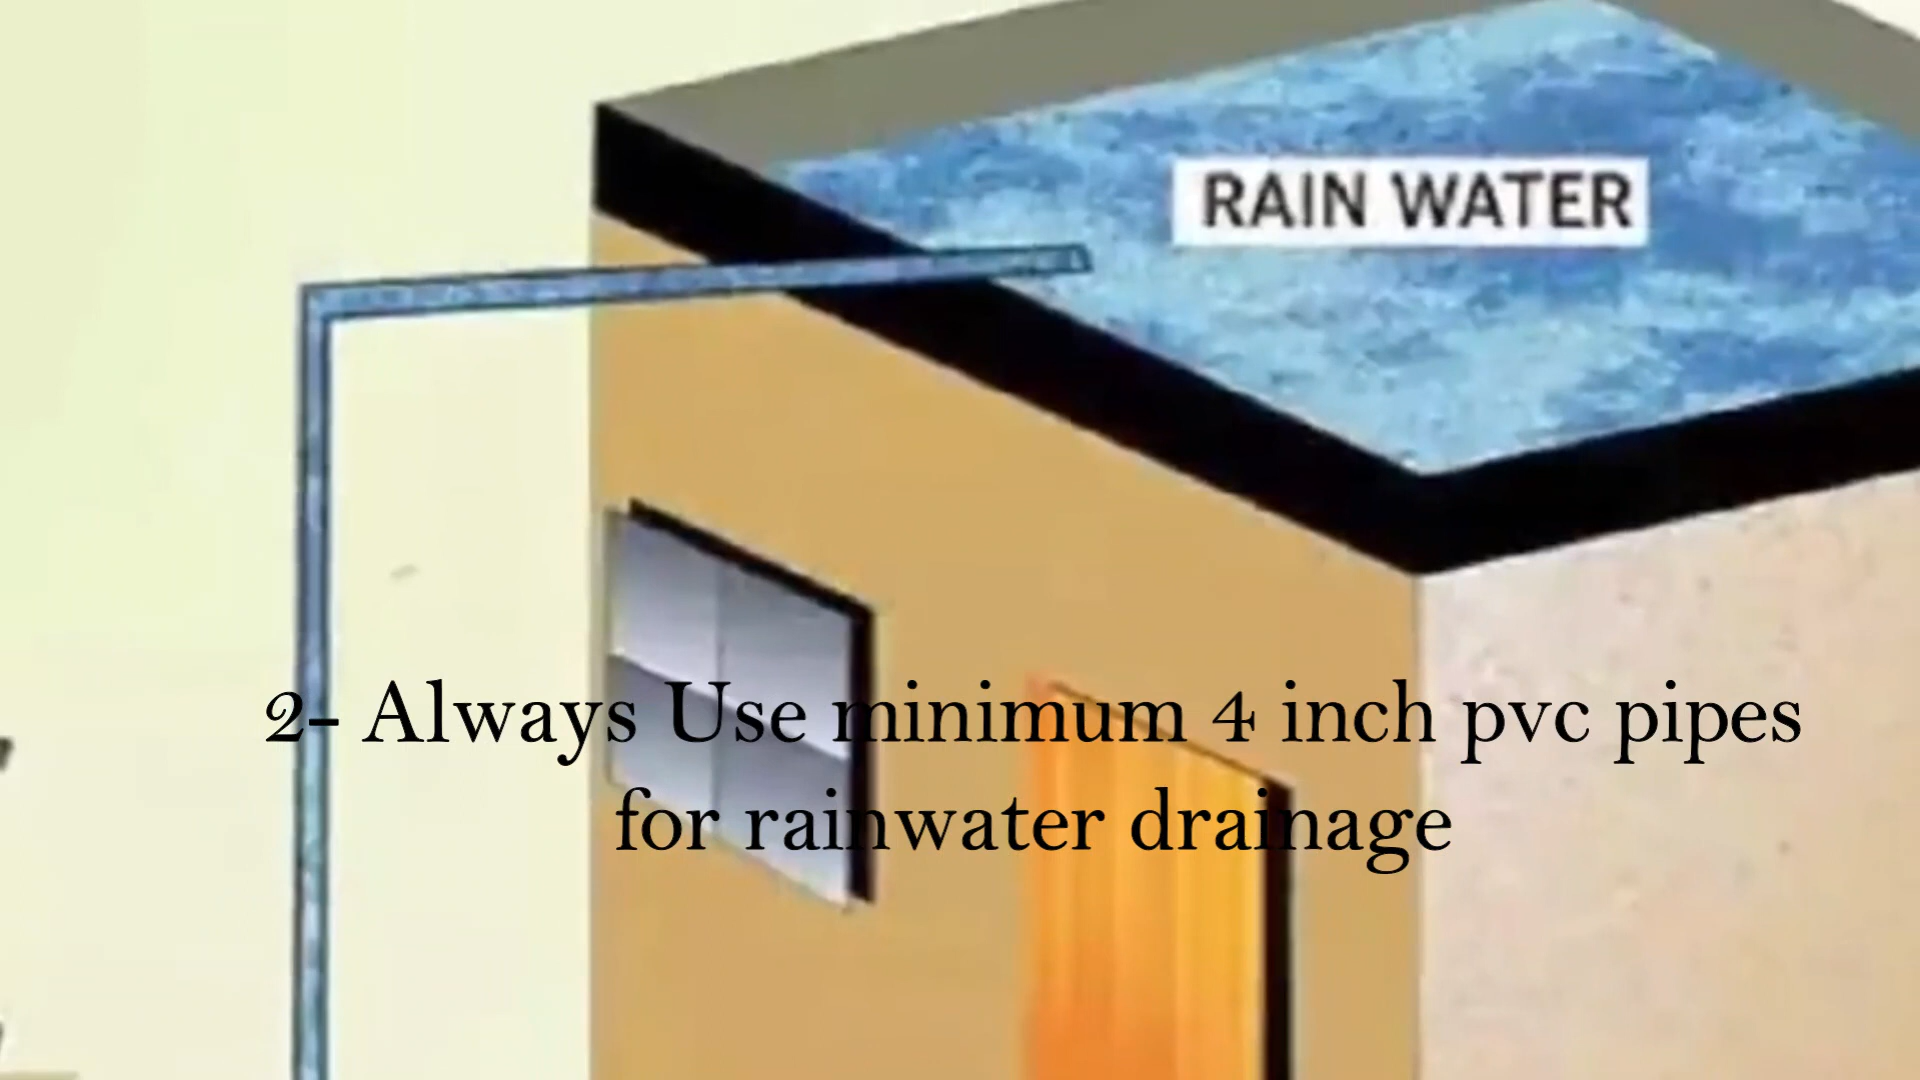 RAIN WATER
2- Always Use minimum 4 inch pvc pipes
for rainwater drainage